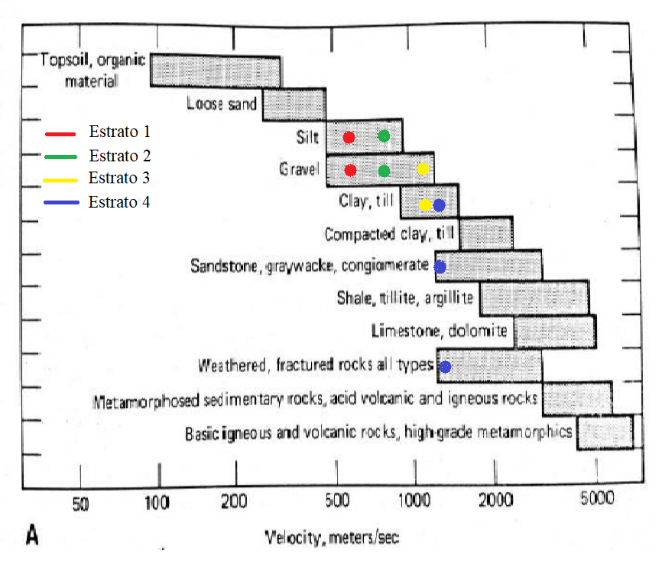 Topsoil, organic
material
Loose sand
Estrato 1
Silt
Estrato 2
Gravel
Estrato 3
Clay, till
Estrato 4
Compacted clay, till
Sandstone, graywacke, conglomerate
Shale, tillite, argillite
Limestone, dolomite
Weathered, fractured rocks all types
Metamorphosed sedimentary rocks, acid volcanic and igneous rocks
Basic igneous and volcanic rocks, high-grade metamorphics
50 100 200 500 1000 2000 5000
A
Velocity, meters/sec